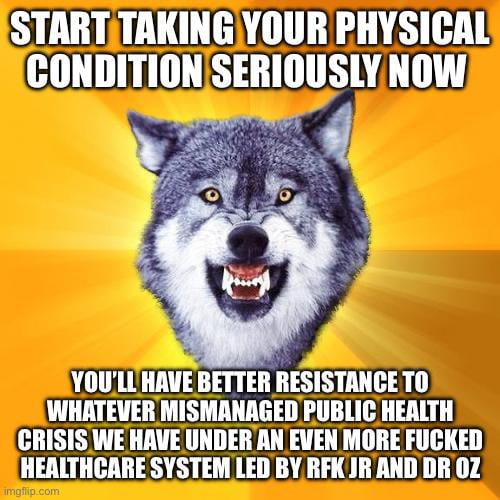 START TAKING YOUR PHYSICAL
CONDITION SERIOUSLY NOW
YOU'LL HAVE BETTER RESISTANCE TO
WHATEVER MISMANAGED PUBLIC HEALTH
CRISIS WE HAVE UNDER AN EVEN MORE FUCKED
HEALTHCARE SYSTEM LED BY RFK JR AND DR OZ
imgflip.com